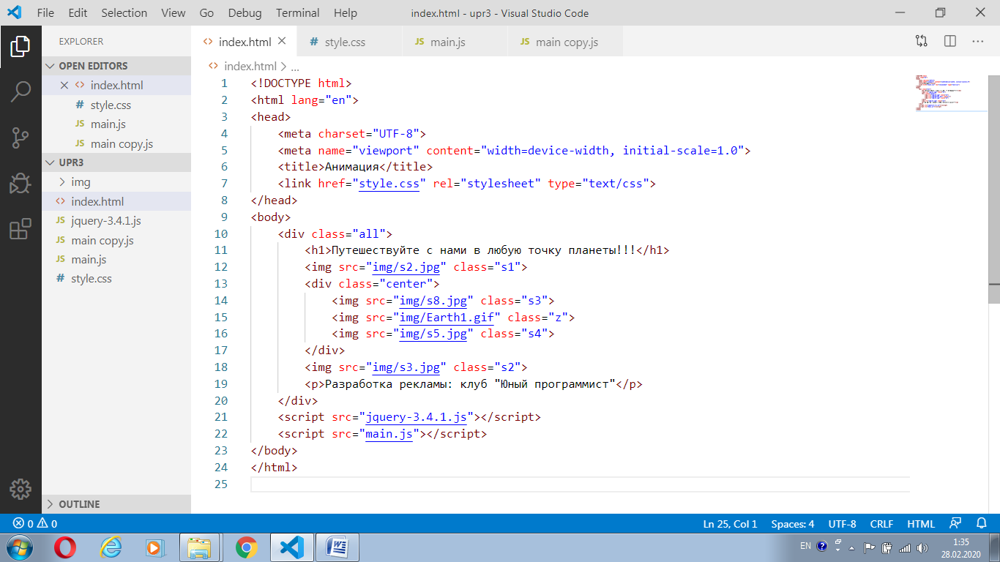 File Edit Selection View Go Debug Terminal Help index.html - upr3 - Visual Studio Code
EXPLORER
OPEN EDITORS
index.html
style.css
main.js
main copy.js
UPR3
img
index.html
jquery-3.4.1.js
main copy.js
main.js
style.css
OUTLINE
index.html style.css main.js main copy.js
index.html > ...
1 <!DOCTYPE html>
2 <html lang="en">
3 <head>
4 <meta charset="UTF-8">
5 <meta name="viewport" content="width=device-width, initial-scale=1.0">
6 <title>Анимация</title>
7 <link href="style.css" rel="stylesheet" type="text/css">
8 </head>
9 <body>
10 <div class="all">
11 <h1>Путешествуйте с нами в любую точку планеты!!!</h1>
12 <img src="img/s2.jpg" class="s1">
13 <div class="center">
14 <img src="img/s8.jpg" class="s3">
15 <img src="img/Earth1.gif" class="z">
16 <img src="img/s5.jpg" class="s4">
17 </div>
18 <img src="img/s3.jpg" class="s2">
19 <p>Разработка рекламы: клуб "Юный программист"</p>
20 </div>
21 <script src="jquery-3.4.1.js"></script>
22 <script src="main.js"></script>
23 </body>
24 </html>
25
0 0 Ln 25, Col 1 Spaces: 4 UTF-8 CRLF HTML
EN 1:35
28.02.2020